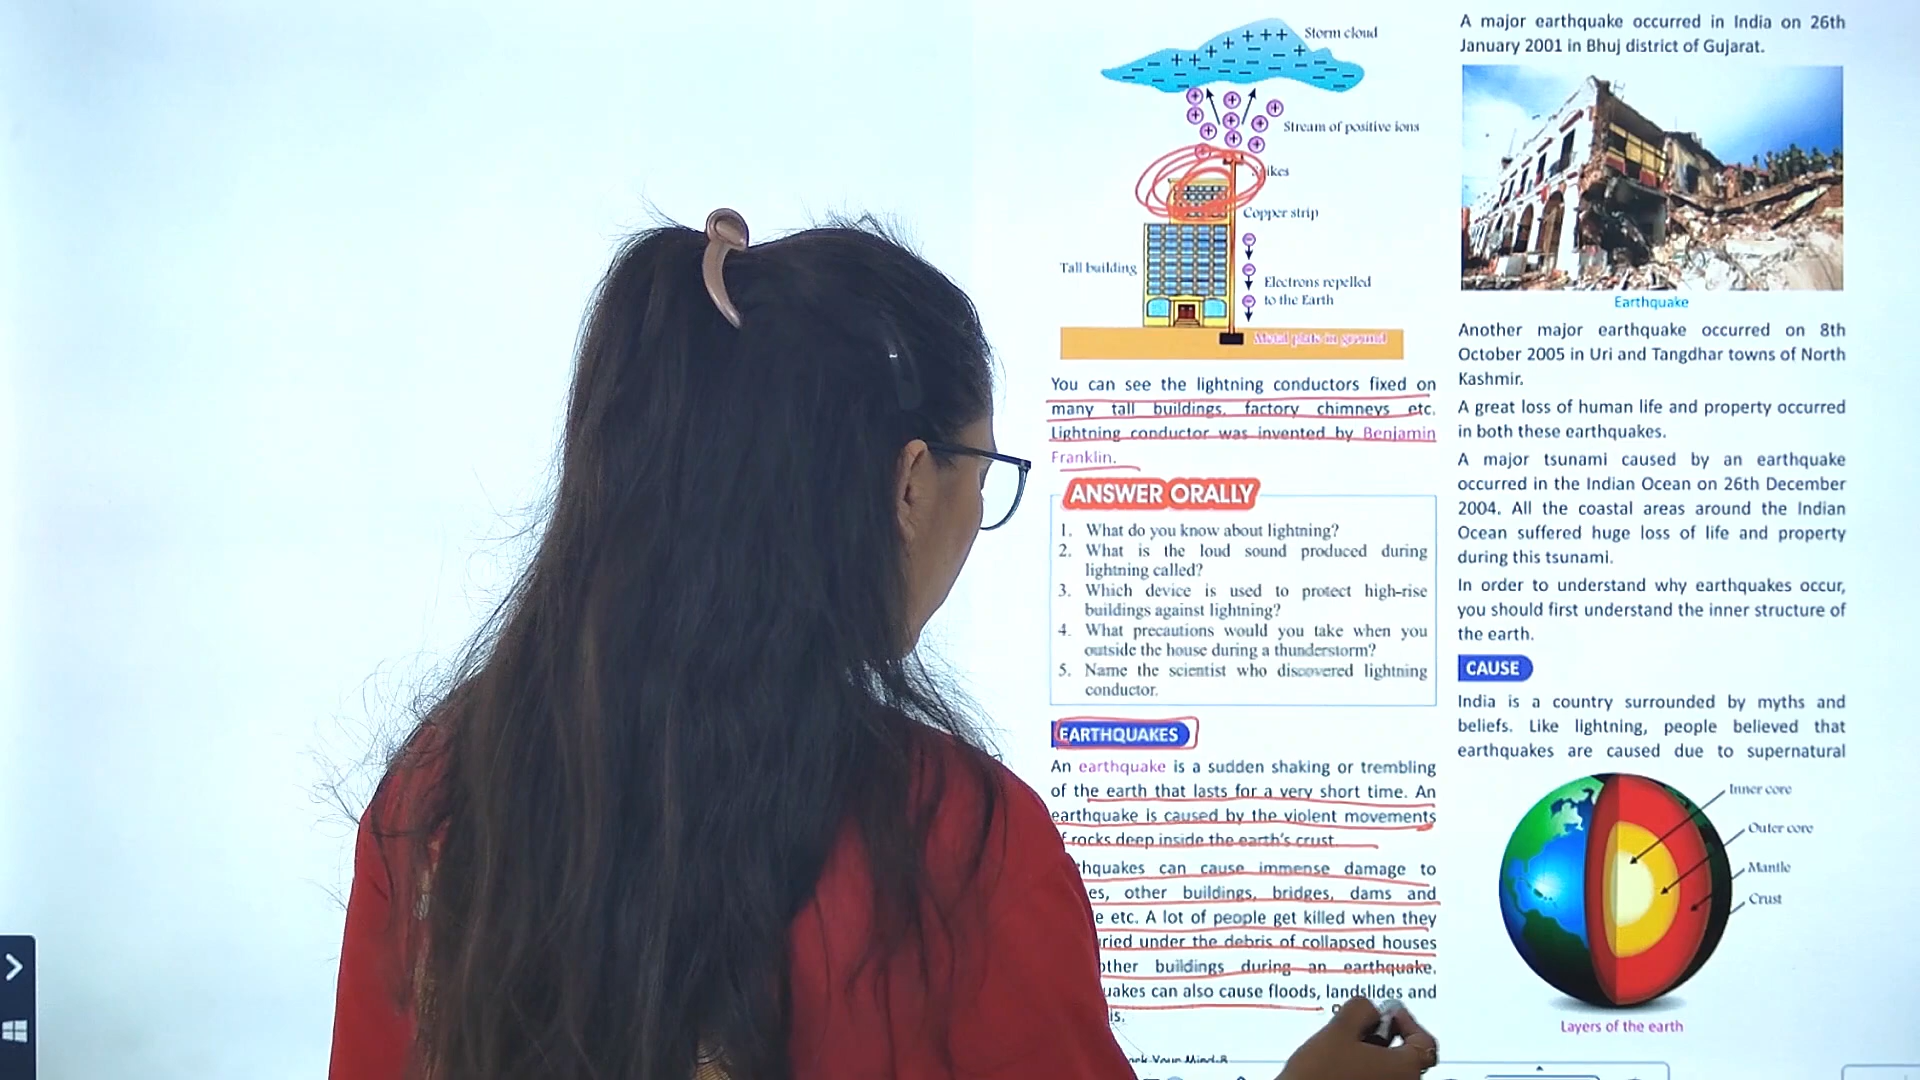 Storm cloud
Stream of positive ions
Copper strip
Tall building
Electrons repelled
to the Earth
Metal plate in ground
You can see the lightning conductors fixed on
many tall buildings, factory chimneys etc.
Lightning conductor was invented by Benjamin
Franklin.
ANSWER ORALLY
1. What do you know about lightning?
2. What is the loud sound produced during
lightning called?
3. Which device is used to protect high-rise
buildings against lightning?
4. What precautions would you take when you
outside the house during a thunderstorm?
5. Name the scientist who discovered lightning
conductor.
EARTHQUAKES
An earthquake is a sudden shaking or trembling
of the earth that lasts for a very short time. An
earthquake is caused by the violent movements
rocks deep inside the earth's crust.
can cause immense damage to
other buildings, bridges, dams and
etc. A lot of people get killed when they
under the debris of collapsed houses
other buildings during an earthquake.
can also cause floods, landslides and
Your Mind-8
A major earthquake occurred in India on 26th
January 2001 in Bhuj district of Gujarat.
Earthquake
Another major earthquake occurred on 8th
October 2005 in Uri and Tangdhar towns of North
Kashmir.
A great loss of human life and property occurred
in both these earthquakes.
A major tsunami caused by an earthquake
occurred in the Indian Ocean on 26th December
2004. All the coastal areas around the Indian
Ocean suffered huge loss of life and property
during this tsunami.
In order to understand why earthquakes occur,
you should first understand the inner structure of
the earth.
CAUSE
India is a country surrounded by myths and
beliefs. Like lightning, people believed that
earthquakes are caused due to supernatural
Inner core
Outer core
Mantle
Crust
Layers of the earth